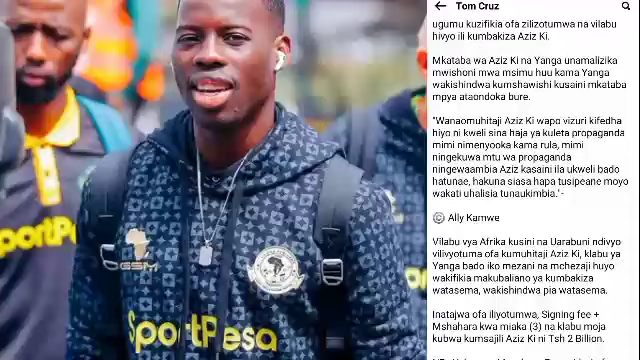 Tom Cruz
ugumu kuzifikia ofa zilizotumwa na vilabu
hivyo ili kumbakiza Aziz Ki.
Mkataba wa Aziz Ki na Yanga unamalizika
mwishoni mwa msimu huu kama Yanga
wakishindwa kumshawishi kusaini mkataba
mpya ataondoka bure.
"Wanaomuhitaji Aziz Ki wapo vizuri kifedha
hiyo ni kweli sina haja ya kuleta propaganda
mimi nimenyooka kama rula, mimi
ningekuwa mtu wa propaganda
ningewaambia Aziz kasaini ila ukweli bado
hatunae, hakuna siasa hapa tusipeane moyo
wakati uhalisia tunaukimbia."-
Ally Kamwe
Vilabu vya Afrika kusini na Uarabuni ndivyo
vilivyotuma ofa kumuhitaji Aziz Ki, klabu ya
Yanga bado iko mezani na mchezaji huyo
wakifikia makubaliano ya kumbakiza
watasema, wakishindwa pia watasema.
Inatajwa ofa iliyotumwa, Signing fee +
Mshahara kwa miaka (3) na klabu moja
kubwa kumsajili Aziz Ki ni Tsh 2 Billion.
GSM
SportPesa
portPe